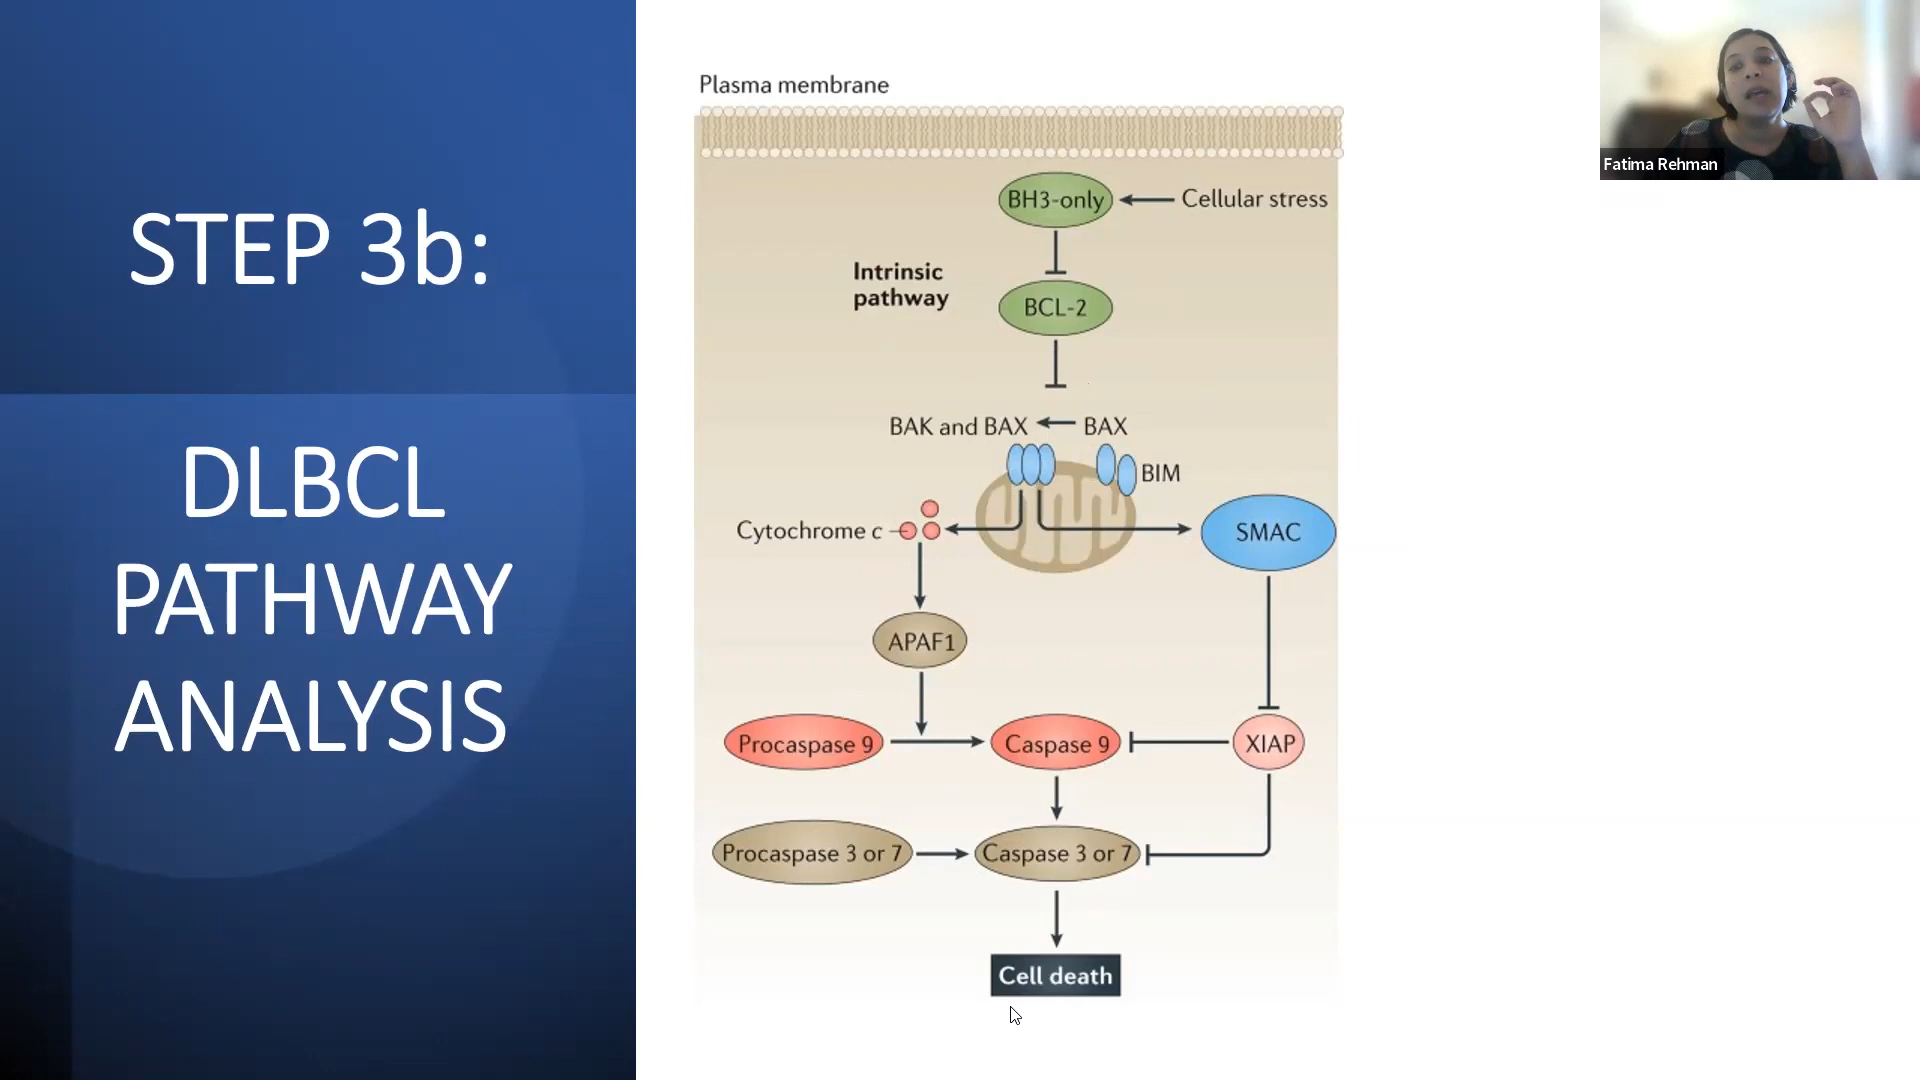 STEP 3b:
DLBCL
PATHWAY
ANALYSIS
Plasma membrane
BH3-only
Cellular stress
Intrinsic
pathway
BCL-2
BAK and BAX
BAX
BIM
Cytochrome c
SMAC
APAF1
Procaspase 9
Caspase 9
XIAP
Procaspase 3 or 7
Caspase 3 or 7
Cell death
Fatima Rehman